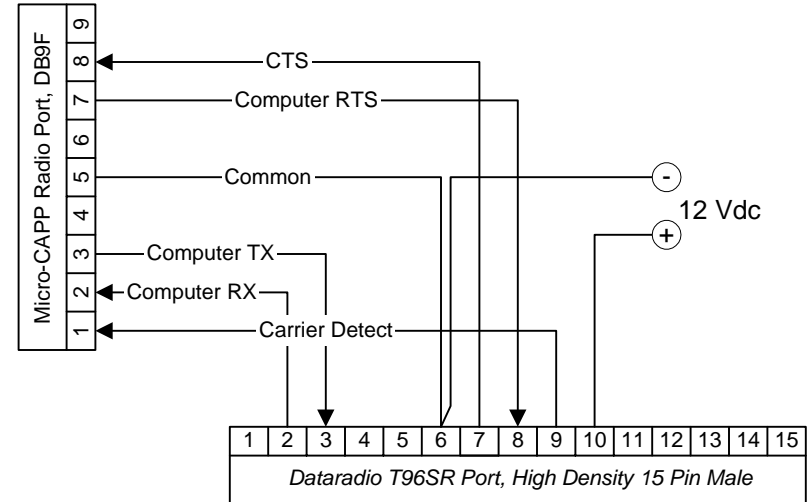 Micro-CAPP Radio Port, DB9F
9
8
7
6
5
4
3
2
1
CTS
Computer RTS
Common
Computer TX
Computer RX
Carrier Detect
-
12 Vdc
+
1 2 3 4 5 6 7 8 9 10 11 12 13 14 15
Dataradio T96SR Port, High Density 15 Pin Male